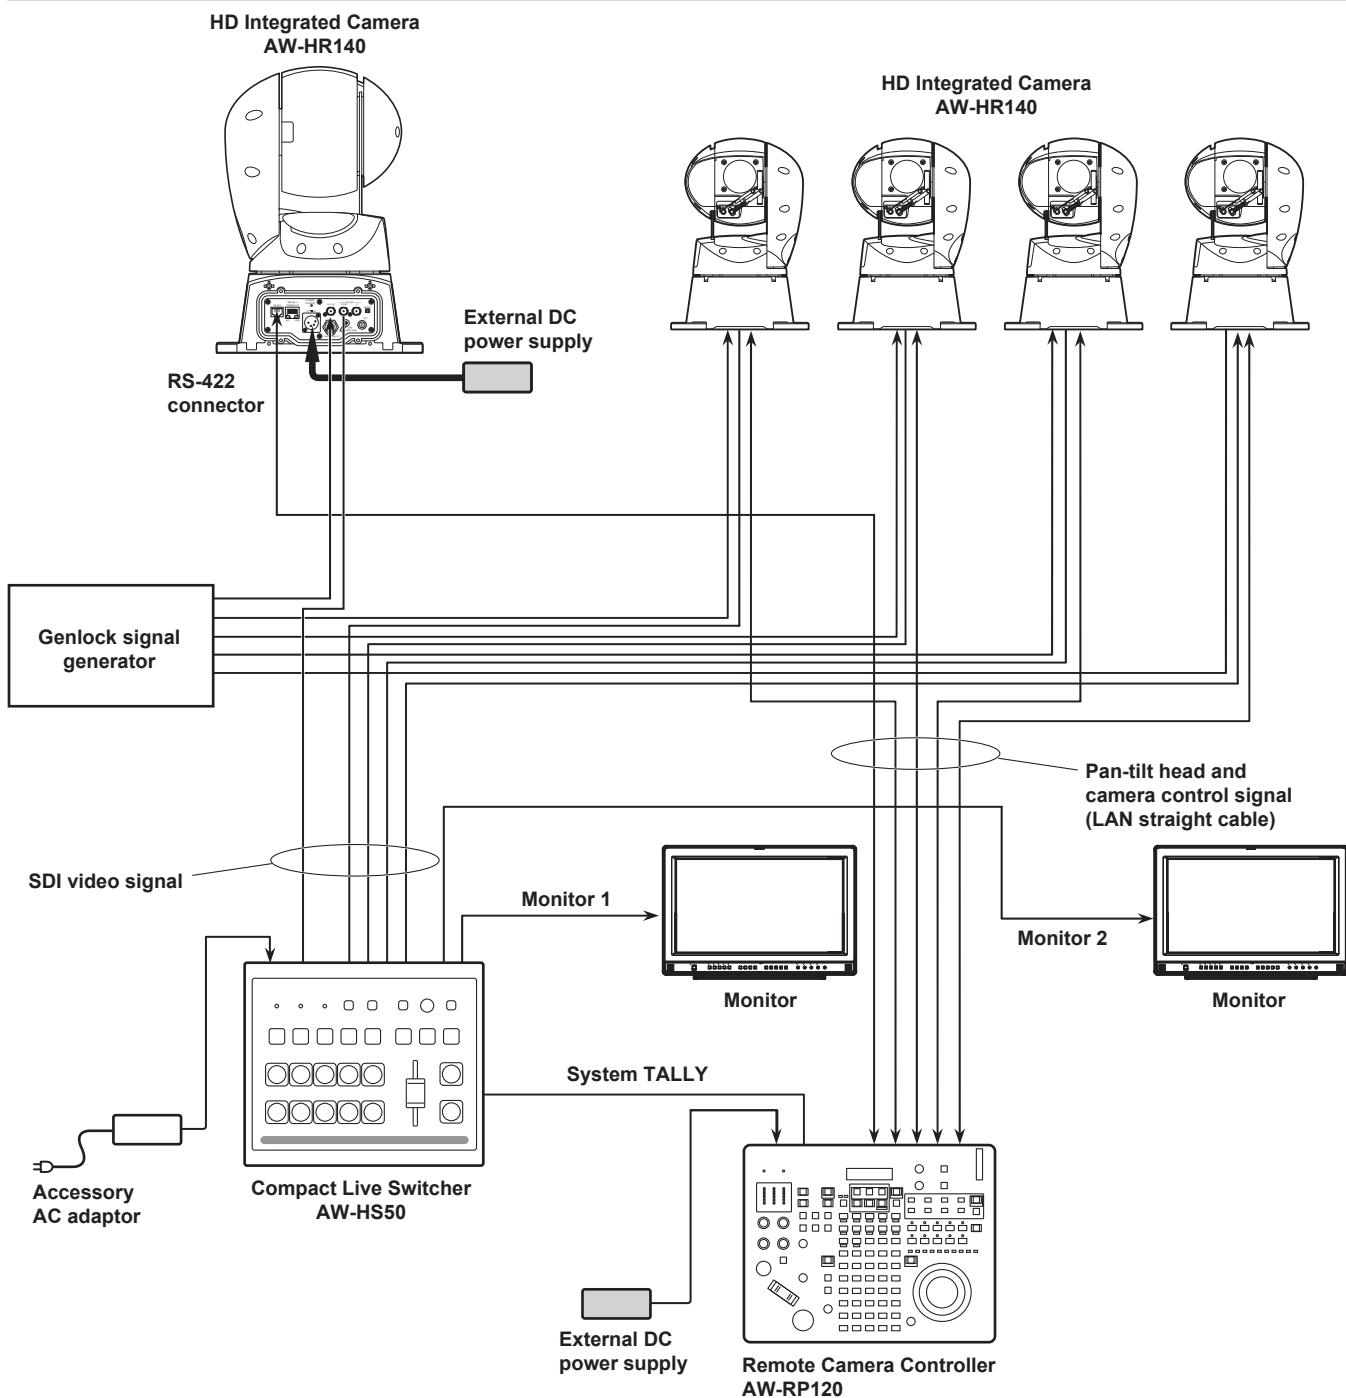 HD Integrated Camera
AW-HR140
HD Integrated Camera
AW-HR140
External DC
power supply
RS-422
connector
Genlock signal
generator
Pan-tilt head and
camera control signal
(LAN straight cable)
SDI video signal
Monitor 1
Monitor 2
Monitor
Monitor
System TALLY
Accessory
AC adaptor
Compact Live Switcher
AW-HS50
External DC
power supply
Remote Camera Controller
AW-RP120